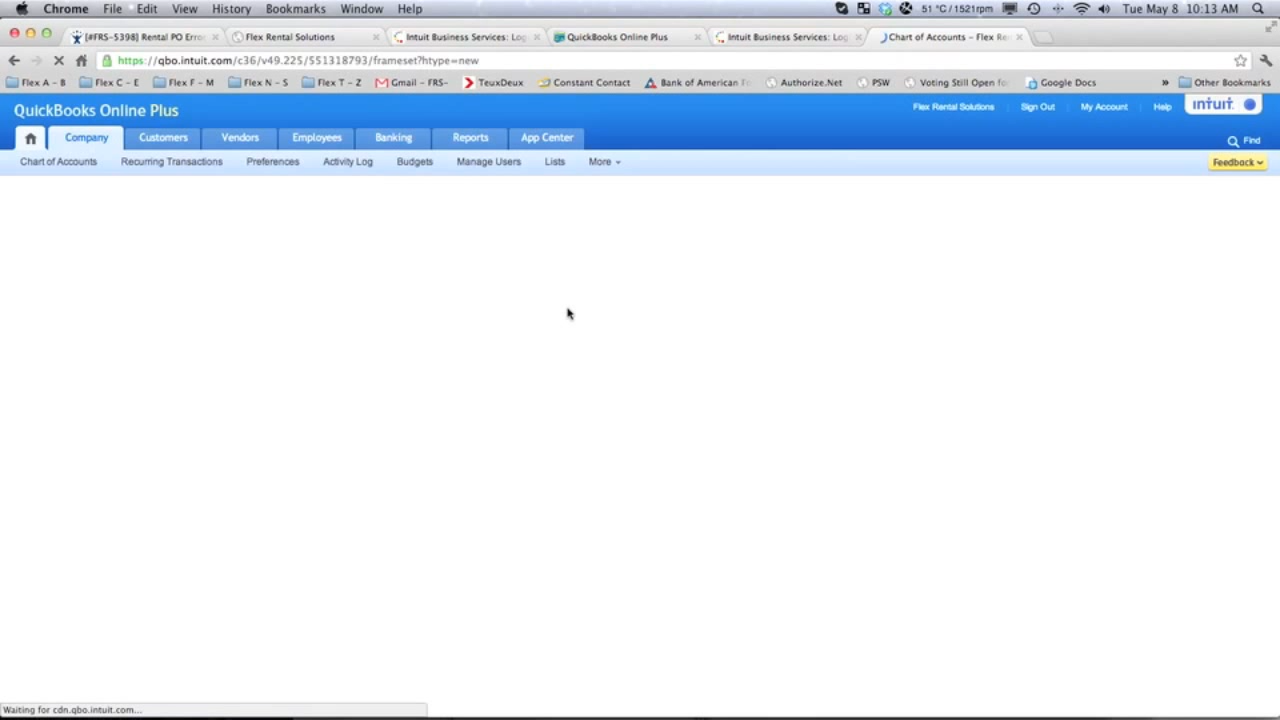 Chrome File Edit View History Bookmarks Window Help 51 °C / 1521rpm Tue May 8 10:13 AM
[#FRS-5398] Rental PO Erro Flex Rental Solutions Intuit Business Services: Log QuickBooks Online Plus Intuit Business Services: Log Chart of Accounts – Flex Re
https://qbo.intuit.com/c36/v49.225/551318793/frameset?htype=new
Flex A – B Flex C – E Flex F – M Flex N – S Flex T – Z Gmail – FRS– TeuxDeux Constant Contact Bank of American F Authorize.Net PSW Voting Still Open fo Google Docs » Other Bookmarks
QuickBooks Online Plus Flex Rental Solutions Sign Out My Account Help intuit.
Company Customers Vendors Employees Banking Reports App Center Find
Chart of Accounts Recurring Transactions Preferences Activity Log Budgets Manage Users Lists More Feedback
Waiting for cdn.qbo.intuit.com...